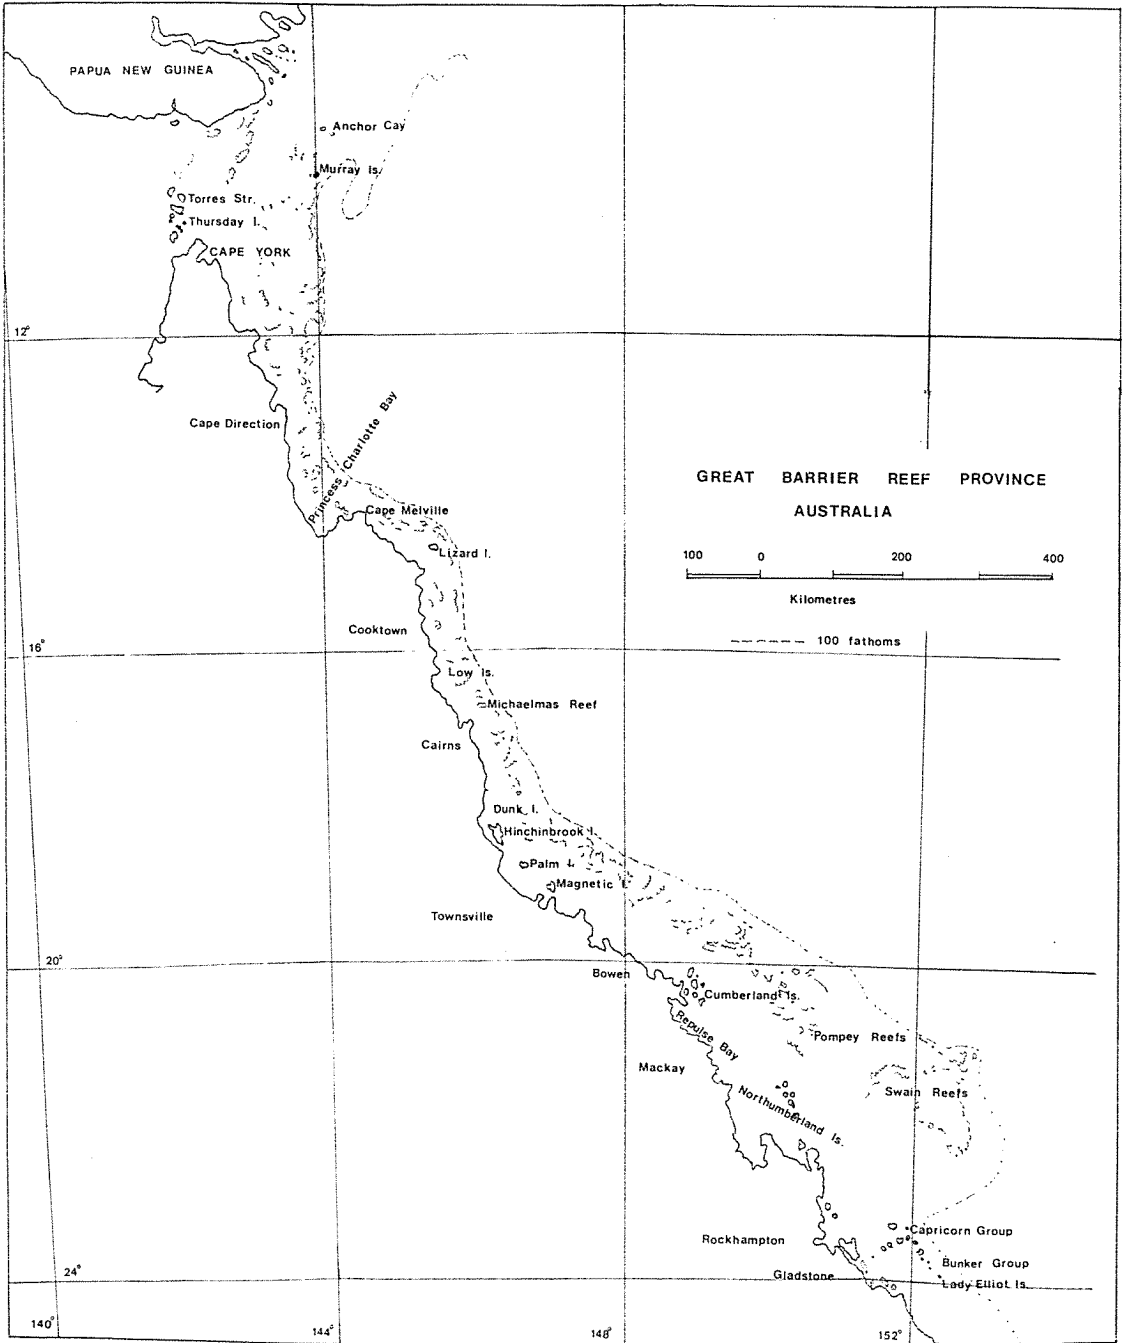 PAPUA NEW GUINEA
Anchor Cay
Murray Is.
Torres Str.
Thursday I.
CAPE YORK
12°
Cape Direction
Princess Charlotte Bay
GREAT BARRIER REEF PROVINCE
AUSTRALIA
Cape Melville
Lizard I.
100 0 200 400
Kilometres
Cooktown
100 fathoms
16°
Low Is.
Michaelmas Reef
Cairns
Dunk I.
Hinchinbrook I.
Palm I.
Magnetic I.
Townsville
20°
Bowen
Cumberland Is.
Repulse Bay
Pompey Reefs
Mackay
Swain Reefs
Northumberland Is.
Capricorn Group
Rockhampton
Bunker Group
Gladstone
Lady Elliot Is.
24°
140° 144° 148° 152°